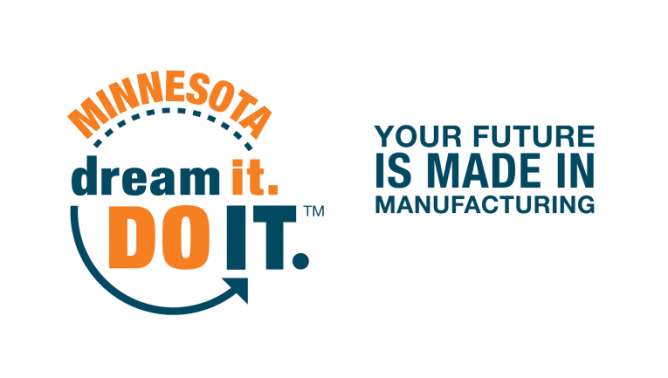 MINNESOTA
dream it.
DO IT.™
YOUR FUTURE
IS MADE IN
MANUFACTURING